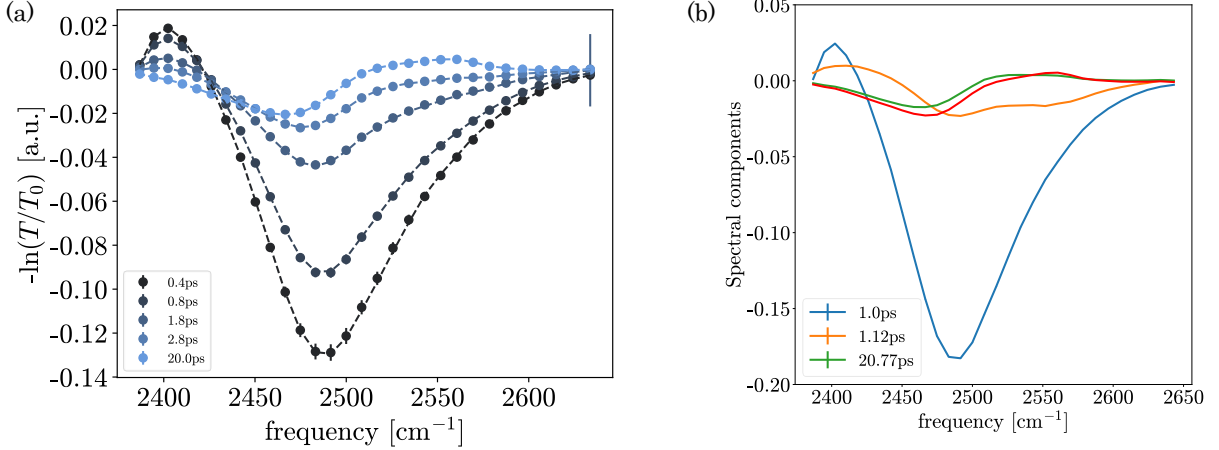 (a)
0.02
0.00
-0.02
-0.04
-0.06
-0.08
-0.10
-0.12
-0.14
-ln(T/T₀) [a.u.]
0.4ps
0.8ps
1.8ps
2.8ps
20.0ps
2400 2450 2500 2550 2600
frequency [cm⁻¹]
(b)
0.05
0.00
-0.05
-0.10
-0.15
-0.20
Spectral components
1.0ps
1.12ps
20.77ps
2400 2450 2500 2550 2600 2650
frequency [cm⁻¹]